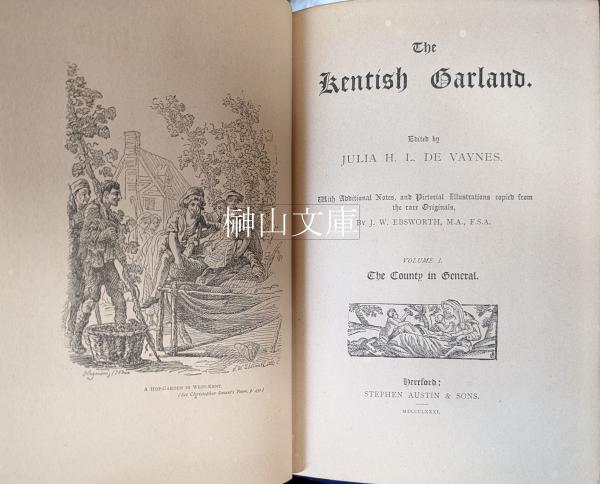 A HOP-GARDEN IN WEST-KENT.
(See Christopher Smart's Poem, p. 439)
The
Kentish Garland.
Edited by
JULIA H. L. DE VAYNES.
With Additional Notes, and Pictorial Illustrations copied from
the rare Originals,
BY J. W. EBSWORTH, M.A., F.S.A.
VOLUME I.
The County in General.
Hertford:
STEPHEN AUSTIN & SONS.
MDCCCLXXXI.
榊山文庫